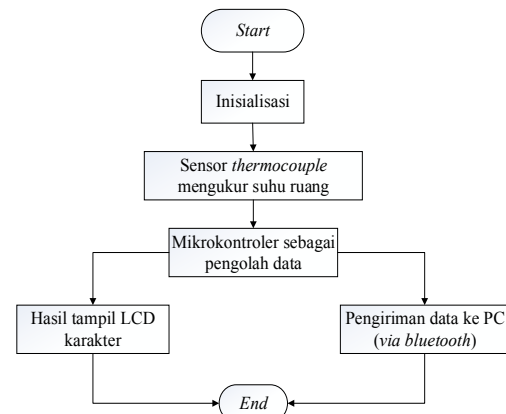 Start
Inisialisasi
Sensor thermocouple
mengukur suhu ruang
Mikrokontroler sebagai
pengolah data
Hasil tampil LCD
karakter
Pengiriman data ke PC
(via bluetooth)
End